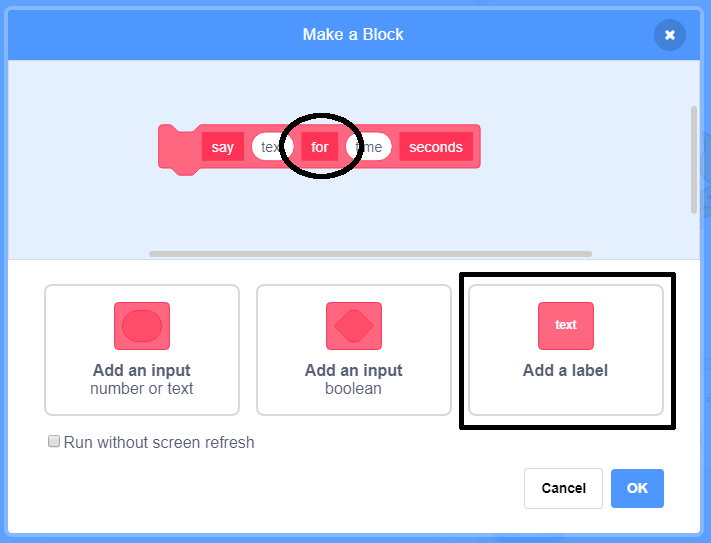 Make a Block
say text for time seconds
text
Add an input
number or text
Add an input
boolean
Add a label
Run without screen refresh
Cancel
OK